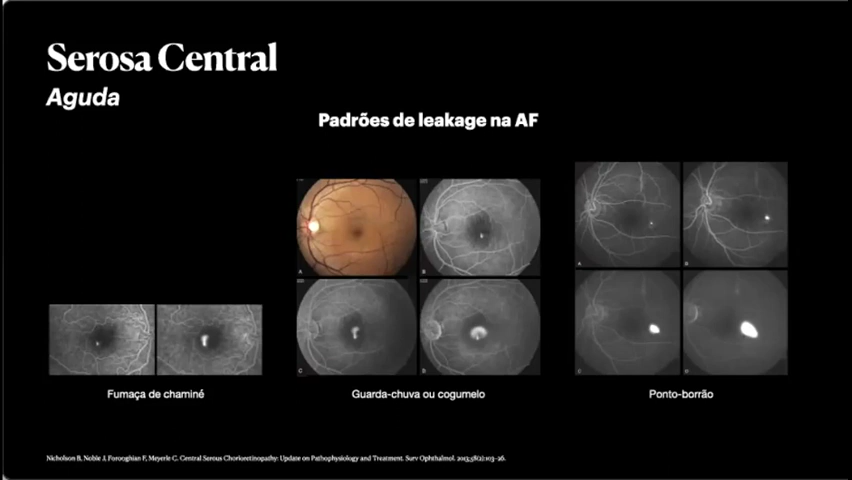 Serosa Central
Aguda
Padrões de leakage na AF
A
B
C
D
A
B
C
D
Fumaça de chaminé
Guarda-chuva ou cogumelo
Ponto-borrão
Nicholson B, Noble J, Forooghian F, Meyerle C. Central Serous Chorioretinopathy: Update on Pathophysiology and Treatment. Surv Ophthalmol. 2013;58(2):103-26.